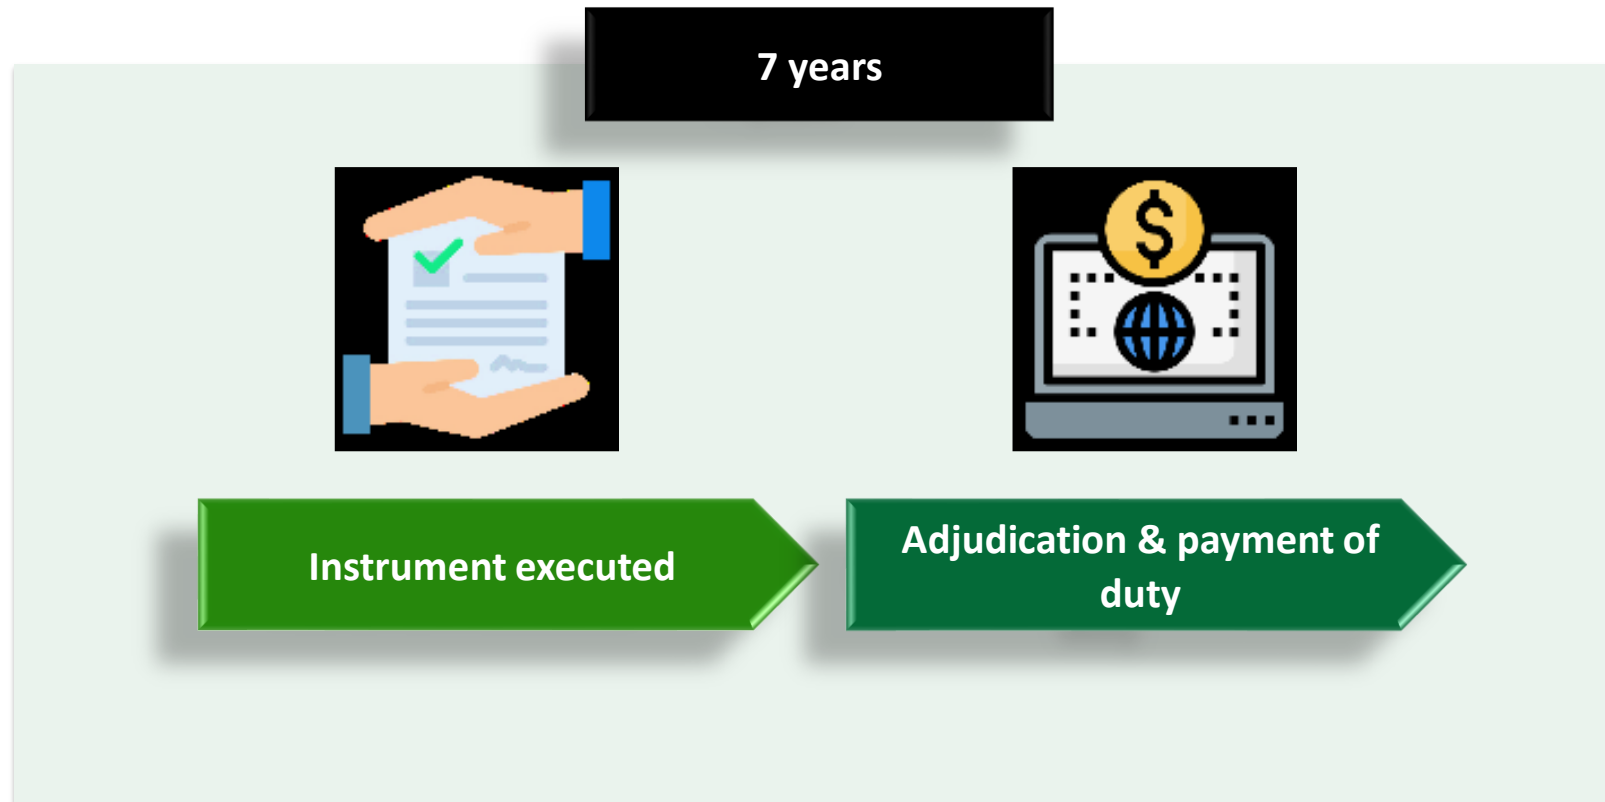 7 years
Instrument executed
Adjudication & payment of
duty